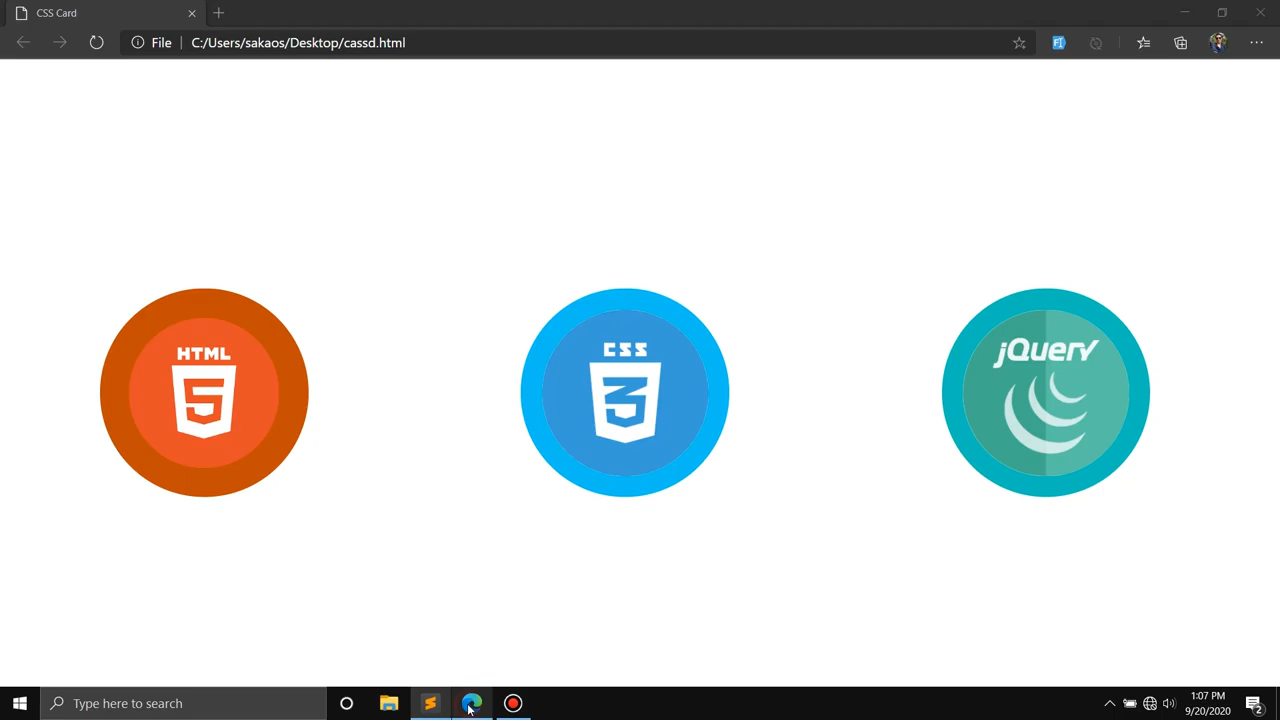 CSS Card
File
C:/Users/sakaos/Desktop/cassd.html
HTML
5
CSS
3
jQuery
Type here to search
1:07 PM
9/20/2020
2